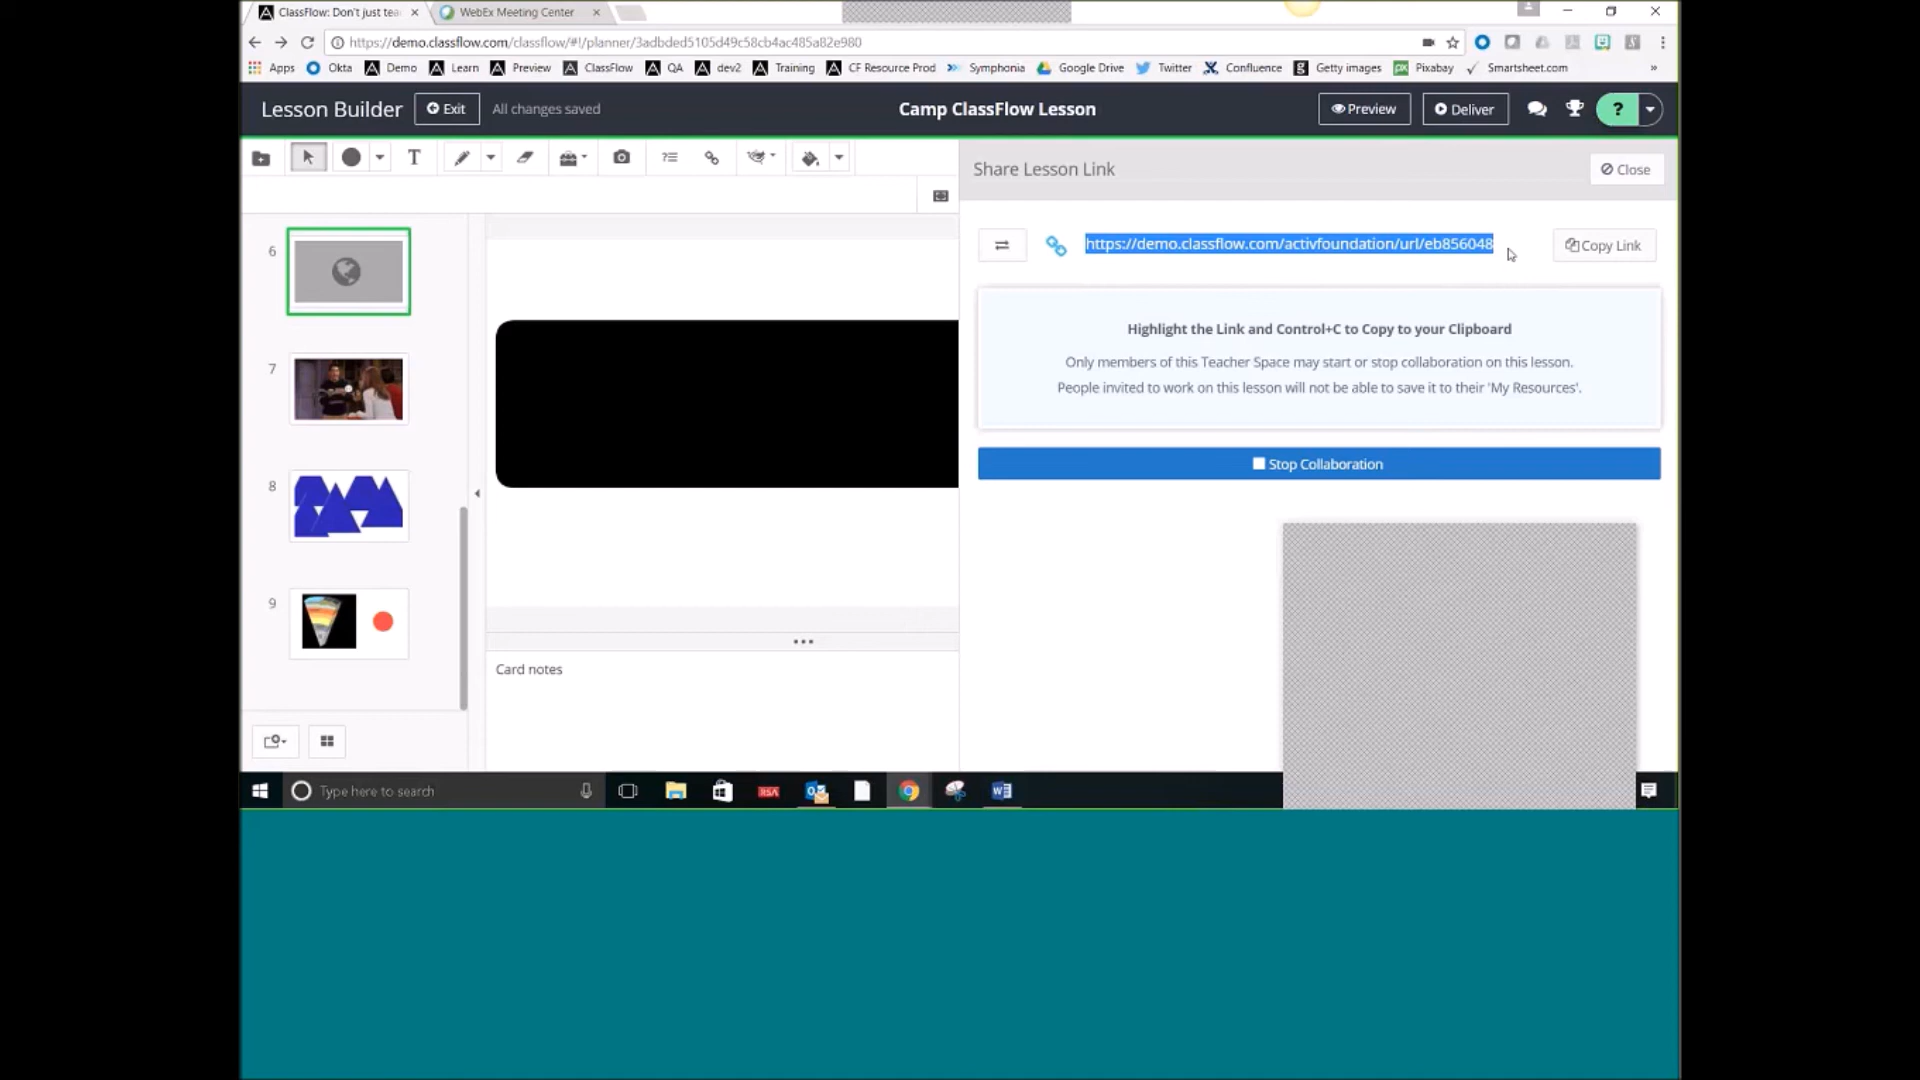 ClassFlow: Don't just tea
WebEx Meeting Center
https://demo.classflow.com/classflow/#!/planner/3adbded5105d49c58cb4ac485a82e980
Apps Okta Demo Learn Preview ClassFlow QA dev2 Training CF Resource Prod Symphonia Google Drive Twitter Confluence Getty images Pixabay Smartsheet.com »
Lesson Builder Exit All changes saved Camp ClassFlow Lesson Preview Deliver ?
T
Share Lesson Link Close
https://demo.classflow.com/activfoundation/url/eb856048 Copy Link
Highlight the Link and Control+C to Copy to your Clipboard
Only members of this Teacher Space may start or stop collaboration on this lesson.
People invited to work on this lesson will not be able to save it to their 'My Resources'.
Stop Collaboration
6
7
8
9
Card notes
Type here to search RSA